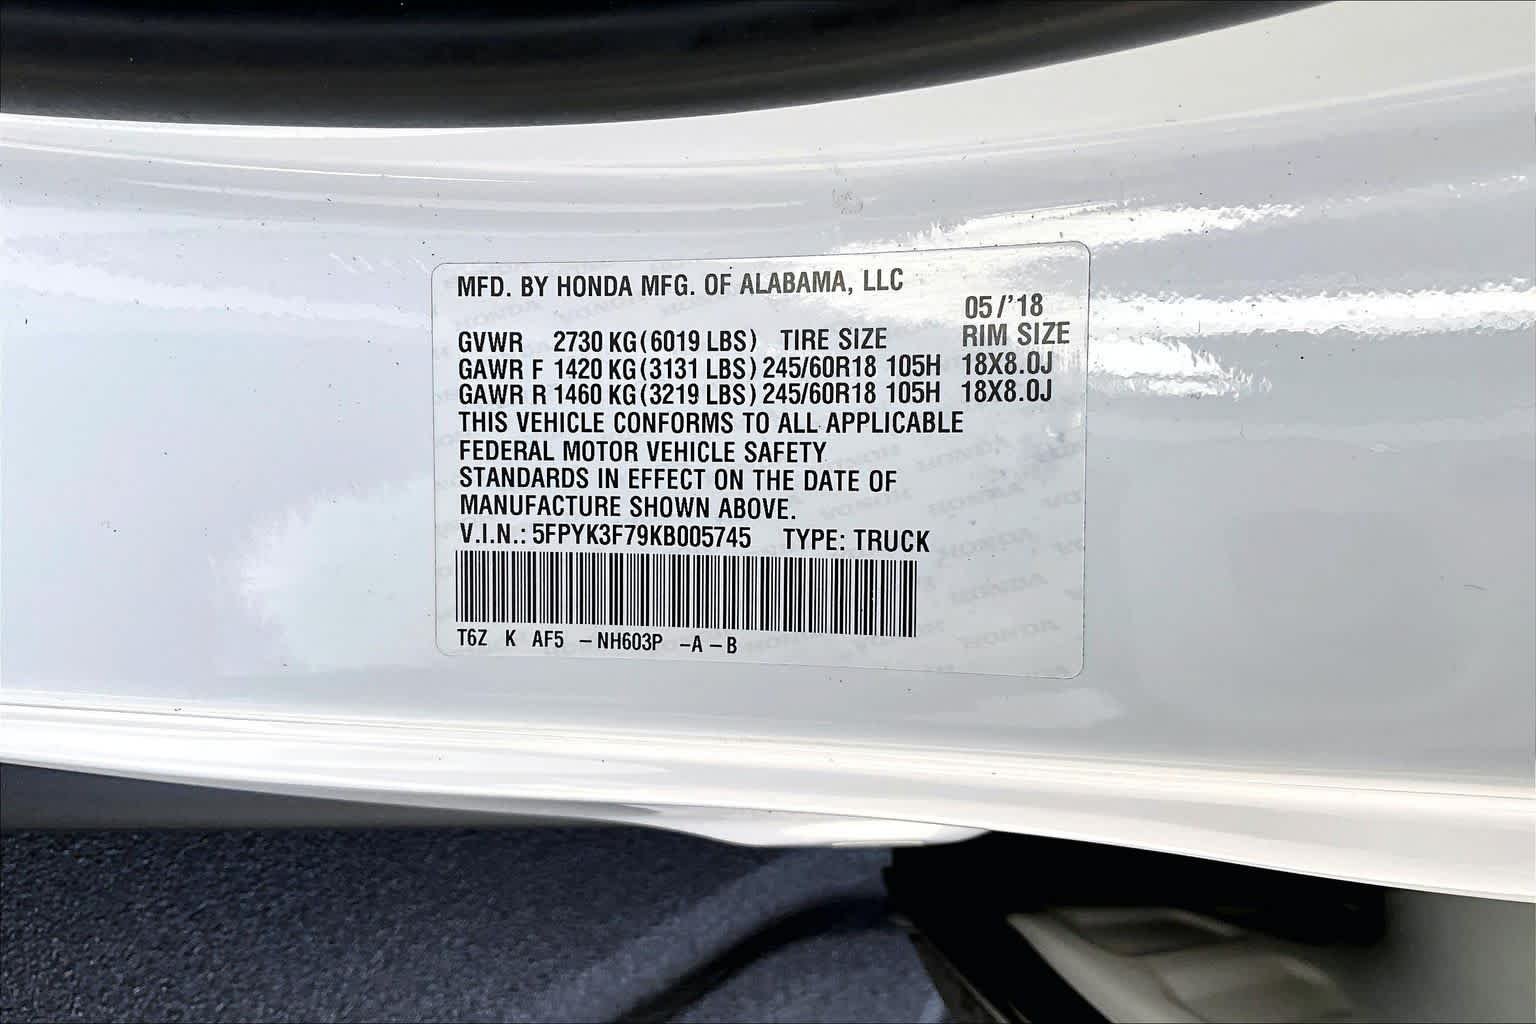 MFD. BY HONDA MFG. OF ALABAMA, LLC
05/'18
GVWR 2730 KG(6019 LBS) TIRE SIZE RIM SIZE
GAWR F 1420 KG(3131 LBS) 245/60R18 105H 18X8.0J
GAWR R 1460 KG(3219 LBS) 245/60R18 105H 18X8.0J
THIS VEHICLE CONFORMS TO ALL APPLICABLE
FEDERAL MOTOR VEHICLE SAFETY
STANDARDS IN EFFECT ON THE DATE OF
MANUFACTURE SHOWN ABOVE.
V.I.N.: 5FPYK3F79KB005745 TYPE: TRUCK
T6Z K AF5 -NH603P -A-B